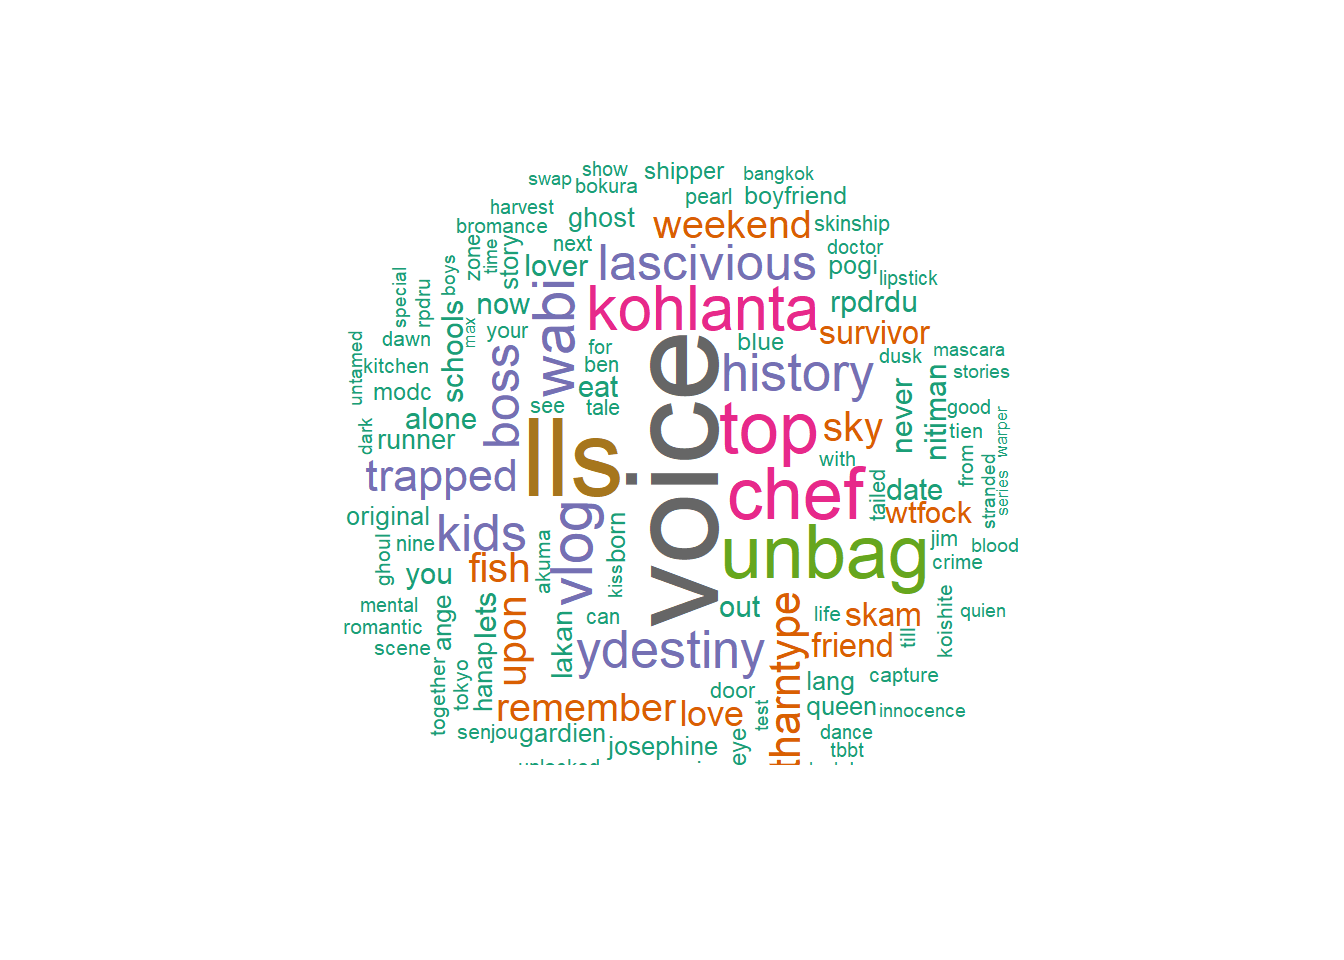 show
shipper
bangkok
swap
bokura
pearl
boyfriend
harvest
ghost
weekend
skinship
bromance
next
doctor
zone
time
story
lover
lascivious
pogi
lipstick
special
rpdru
boys
now
wabi
kohlanta
rpdrdu
max
your
survivor
untamed
dawn
schools
boss
for
blue
dusk
mascara
kitchen
ben
history
stories
modc
eat
never
nitiman
good
see
tale
voice
alone
lls
top
sky
tien
warper
dark
runner
with
from
trapped
chef
tailed
date
stranded
series
original
kids
vlog
born
wtfock
nine
akuma
unbag
jim
blood
ghoul
you
fish
kiss
crime
mental
ange
lets
upon
lakan
can
out
life
skam
quien
romantic
till
koishite
scene
hanap
ydestiny
tharntype
friend
together
tokyo
door
lang
capture
remember
love
test
queen
innocence
senjou
gardien
josephine
eye
dance
tbbt